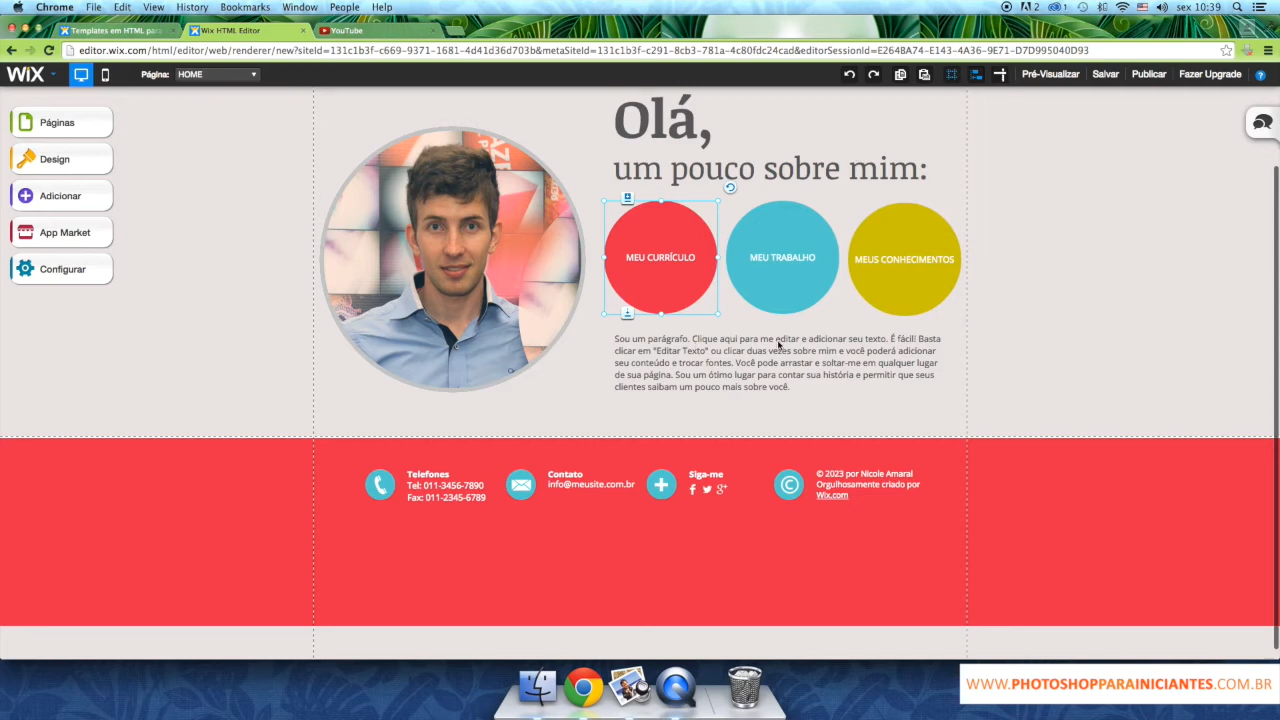 Chrome File Edit View History Bookmarks Window People Help
2 1 sex 10:39
Templates em HTML para
Wix HTML Editor
YouTube
editor.wix.com/html/editor/web/renderer/new?siteId=131c1b3f-c669-9371-1681-4d41d36d703b&metaSiteId=131c1b3f-c291-8cb3-781a-4c80fdc24cad&editorSessionId=E264BA74-E143-4A36-9E71-D7D995040D93
WiX Página: HOME Pré-Visualizar Salvar Publicar Fazer Upgrade ?
Páginas
Design
Adicionar
App Market
Configurar
Olá,
um pouco sobre mim:
MEU CURRÍCULO
MEU TRABALHO
MEUS CONHECIMENTOS
Sou um parágrafo. Clique aqui para me editar e adicionar seu texto. É fácil! Basta
clicar em "Editar Texto" ou clicar duas vezes sobre mim e você poderá adicionar
seu conteúdo e trocar fontes. Você pode arrastar e soltar-me em qualquer lugar
de sua página. Sou um ótimo lugar para contar sua história e permitir que seus
clientes saibam um pouco mais sobre você.
Telefones
Tel: 011-3456-7890
Fax: 011-2345-6789
Contato
info@meusite.com.br
Siga-me
© 2023 por Nicole Amaral
Orgulhosamente criado por
Wix.com
WWW.PHOTOSHOPPARAINICIANTES.COM.BR